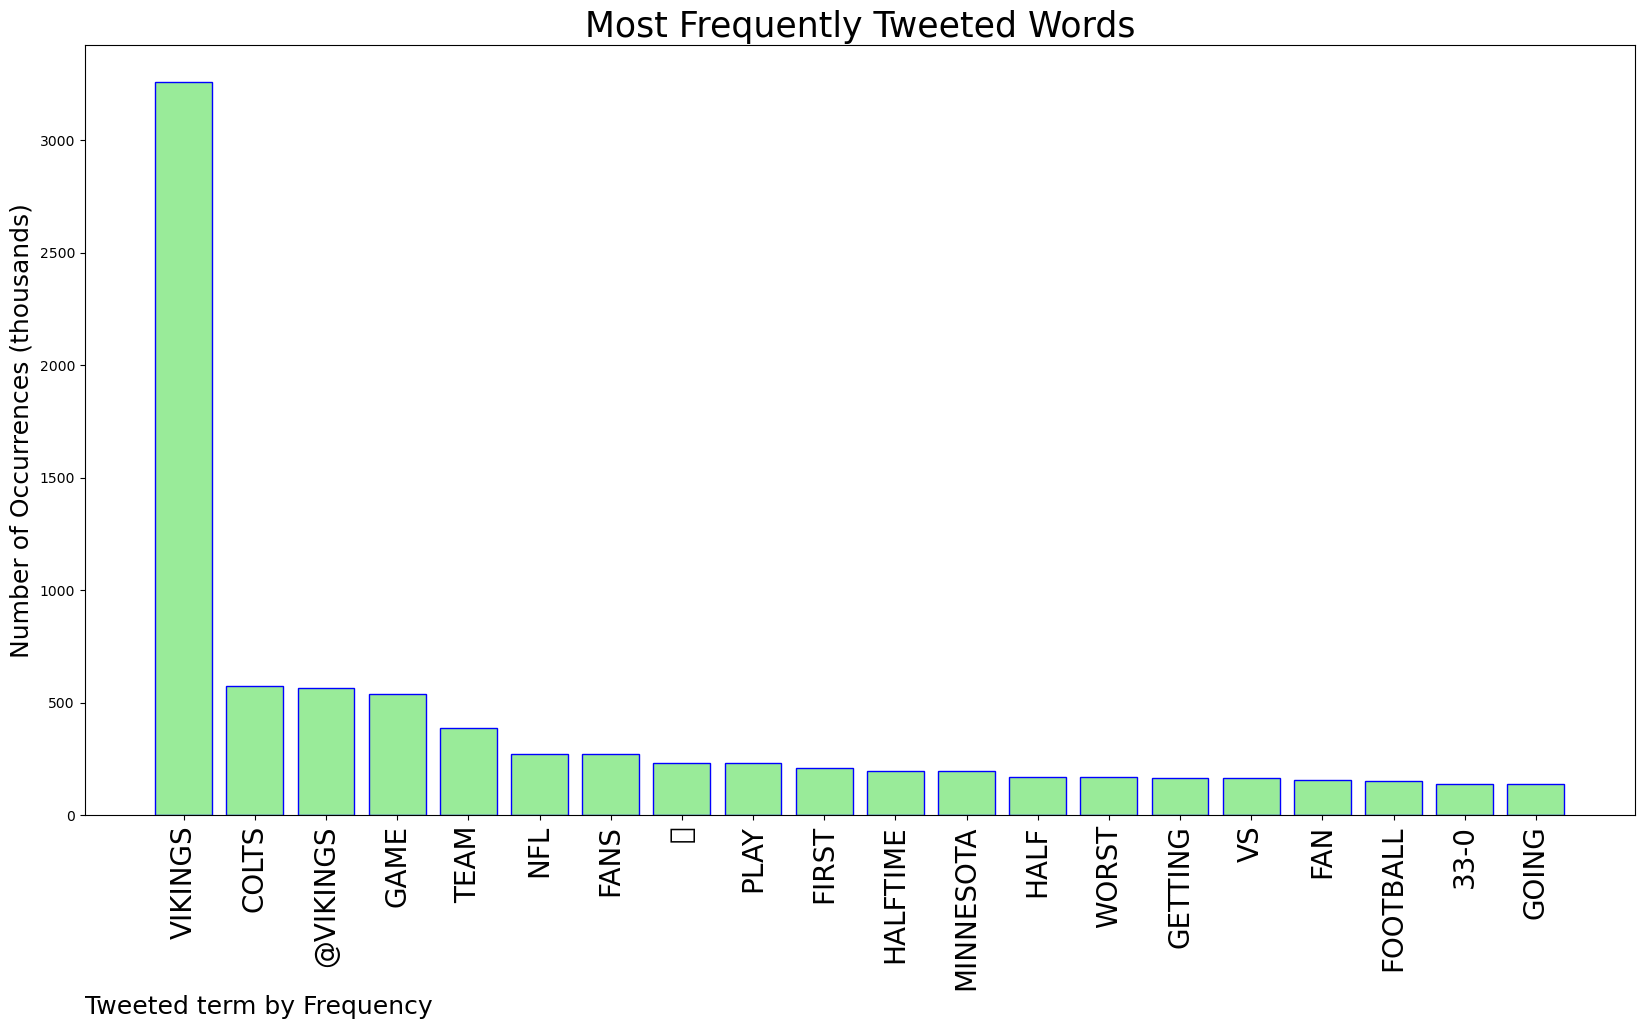 Most Frequently Tweeted Words
Number of Occurrences (thousands)
3000
2500
2000
1500
1000
500
0
VIKINGS
COLTS
@VIKINGS
GAME
TEAM
NFL
FANS
PLAY
FIRST
HALFTIME
MINNESOTA
HALF
WORST
GETTING
VS
FAN
FOOTBALL
33-0
GOING
Tweeted term by Frequency